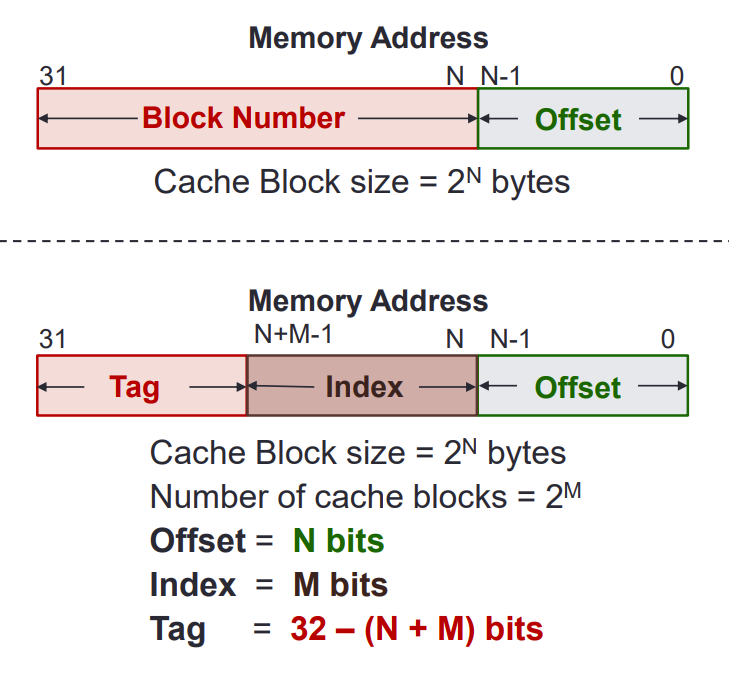 Memory Address
31 N N-1 0
Block Number Offset
Cache Block size = 2^N bytes
Memory Address
31 N+M-1 N N-1 0
Tag Index Offset
Cache Block size = 2^N bytes
Number of cache blocks = 2^M
Offset = N bits
Index = M bits
Tag = 32 – (N + M) bits